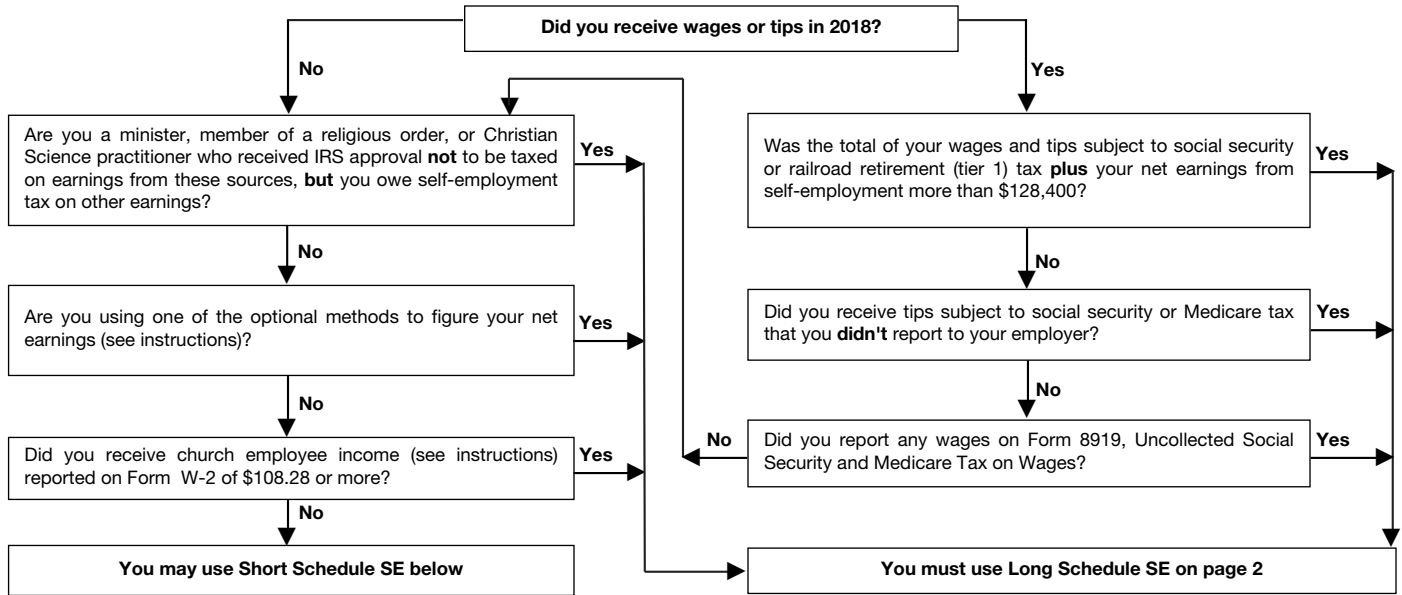 Did you receive wages or tips in 2018?
No
Yes
Are you a minister, member of a religious order, or Christian
Science practitioner who received IRS approval not to be taxed
on earnings from these sources, but you owe self-employment
tax on other earnings?
Yes
Was the total of your wages and tips subject to social security
or railroad retirement (tier 1) tax plus your net earnings from
self-employment more than $128,400?
Yes
No
No
Are you using one of the optional methods to figure your net
earnings (see instructions)?
Yes
Did you receive tips subject to social security or Medicare tax
that you didn't report to your employer?
Yes
No
No
Did you receive church employee income (see instructions)
reported on Form W-2 of $108.28 or more?
Yes
No
Did you report any wages on Form 8919, Uncollected Social
Security and Medicare Tax on Wages?
Yes
No
You may use Short Schedule SE below
You must use Long Schedule SE on page 2